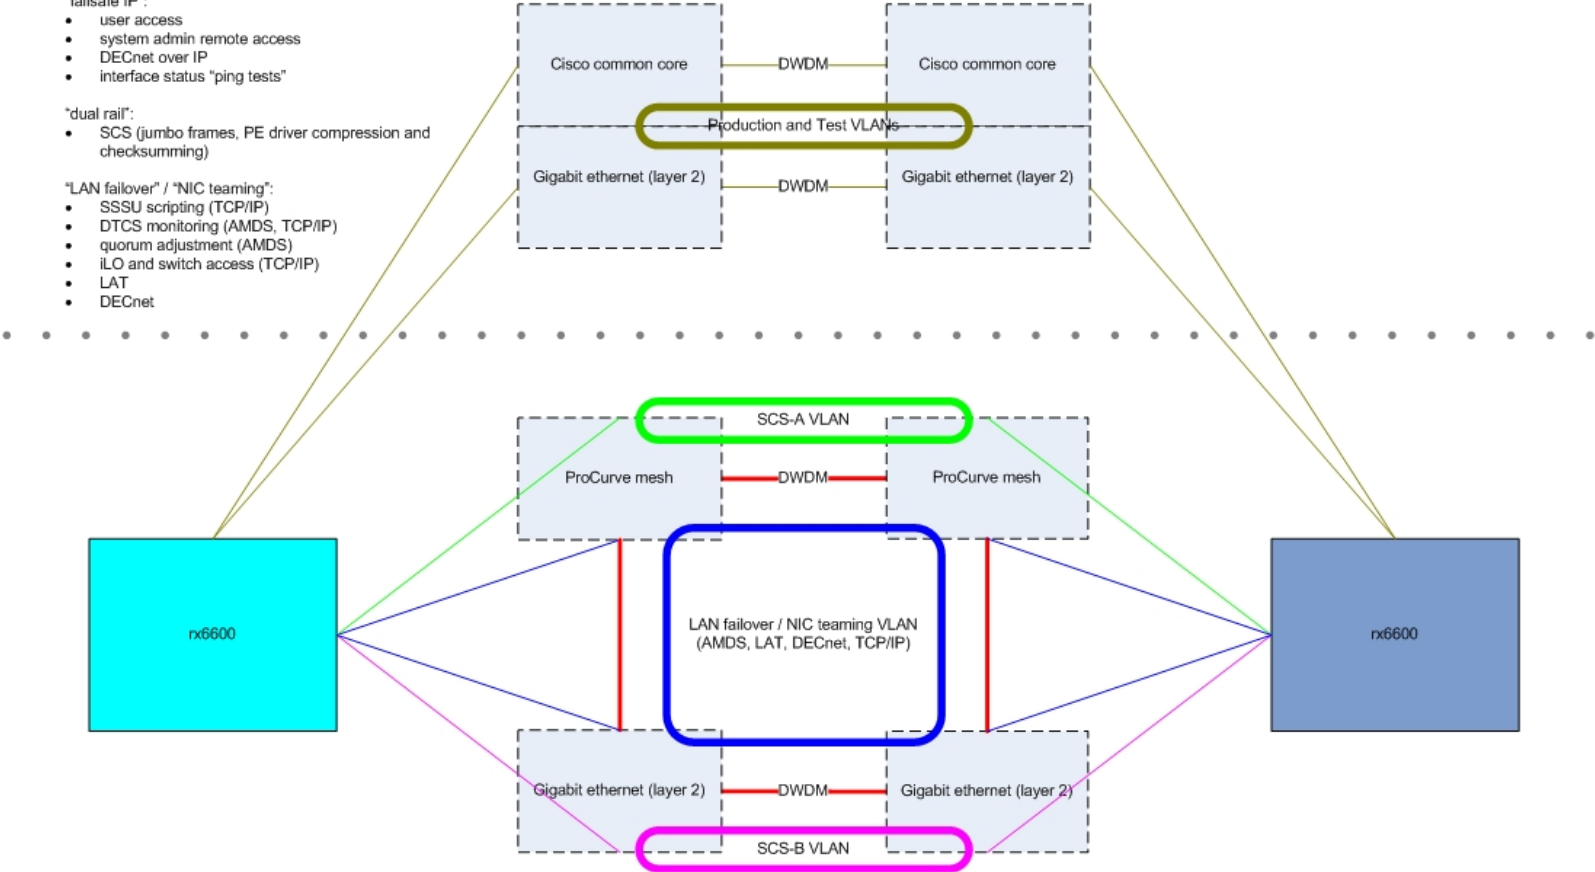 "failsafe IP":
• user access
• system admin remote access
• DECnet over IP
• interface status "ping tests"
"dual rail":
• SCS (jumbo frames, PE driver compression and
checksumming)
"LAN failover" / "NIC teaming":
• SSSU scripting (TCP/IP)
• DTCS monitoring (AMDS, TCP/IP)
• quorum adjustment (AMDS)
• iLO and switch access (TCP/IP)
• LAT
• DECnet
Cisco common core
DWDM
Cisco common core
Production and Test VLANs
Gigabit ethernet (layer 2)
DWDM
Gigabit ethernet (layer 2)
SCS-A VLAN
ProCurve mesh
DWDM
ProCurve mesh
rx6600
LAN failover / NIC teaming VLAN
(AMDS, LAT, DECnet, TCP/IP)
rx6600
Gigabit ethernet (layer 2)
DWDM
Gigabit ethernet (layer 2)
SCS-B VLAN